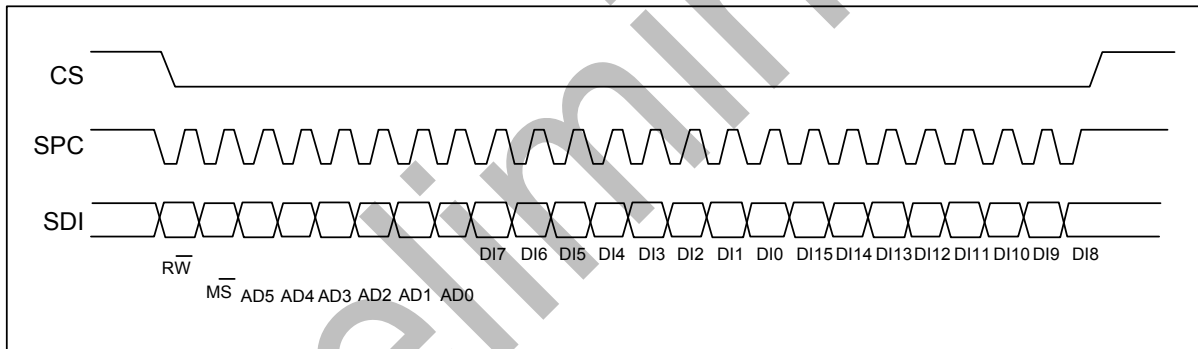 CS
SPC
SDI
DI7 DI6 DI5 DI4 DI3 DI2 DI1 DI0 DI15 DI14 DI13 DI12 DI11 DI10 DI9 DI8
RW̅
MS̅ AD5 AD4 AD3 AD2 AD1 AD0
elimin